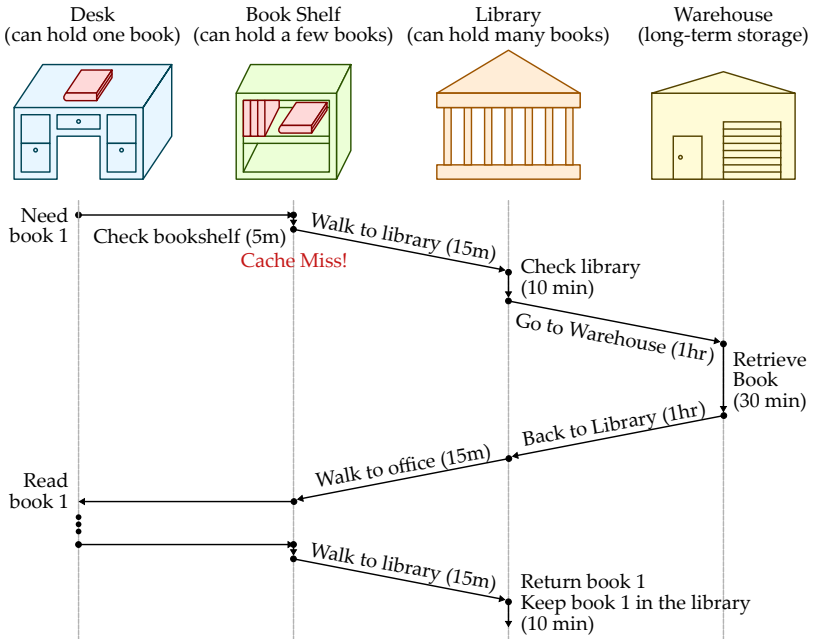 Desk
(can hold one book)
Book Shelf
(can hold a few books)
Library
(can hold many books)
Warehouse
(long-term storage)
Need
book 1
Check bookshelf (5m)
Cache Miss!
Walk to library (15m)
Check library
(10 min)
Go to Warehouse (1hr)
Retrieve
Book
(30 min)
Back to Library (1hr)
Walk to office (15m)
Read
book 1
Walk to library (15m)
Return book 1
Keep book 1 in the library
(10 min)